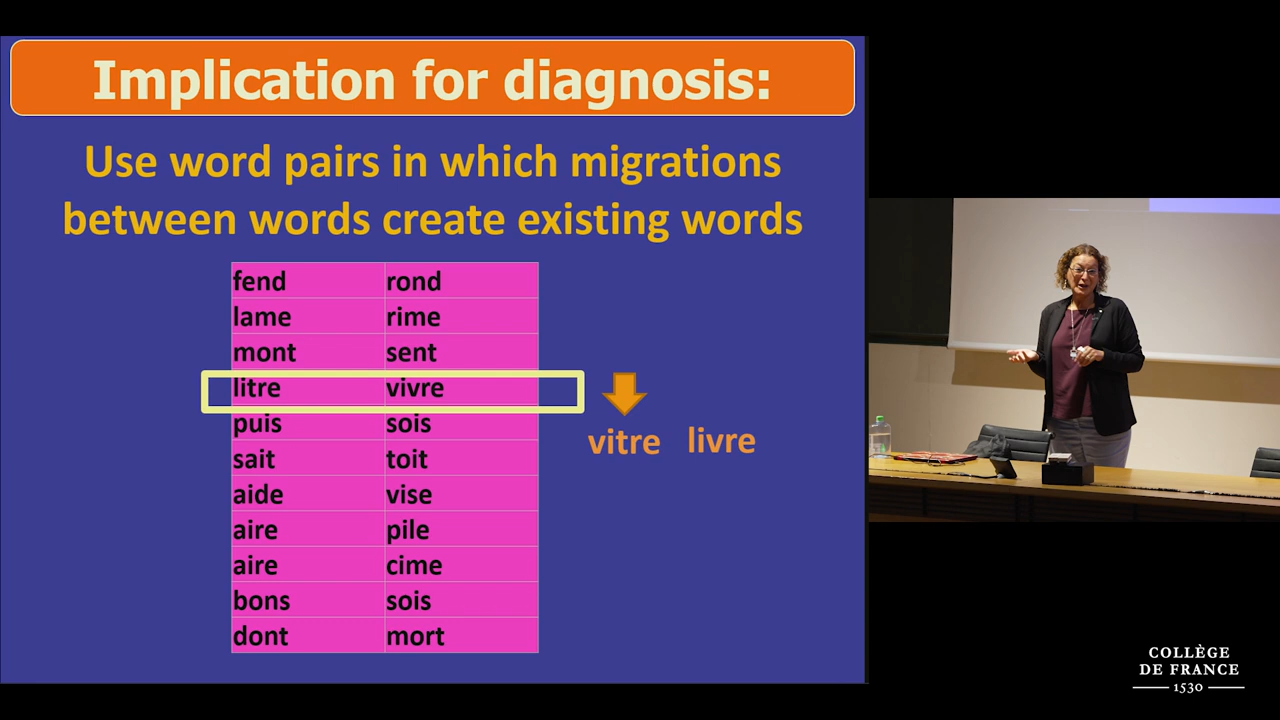 Implication for diagnosis:
Use word pairs in which migrations
between words create existing words
fend rond
lame rime
mont sent
litre vivre
puis sois
sait toit
aide vise
aire pile
aire cime
bons sois
dont mort
vitre livre
COLLÈGE
DE FRANCE
1530